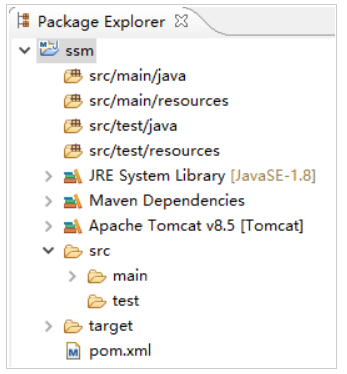 Package Explorer
ssm
src/main/java
src/main/resources
src/test/java
src/test/resources
JRE System Library [JavaSE-1.8]
Maven Dependencies
Apache Tomcat v8.5 [Tomcat]
src
main
test
target
pom.xml